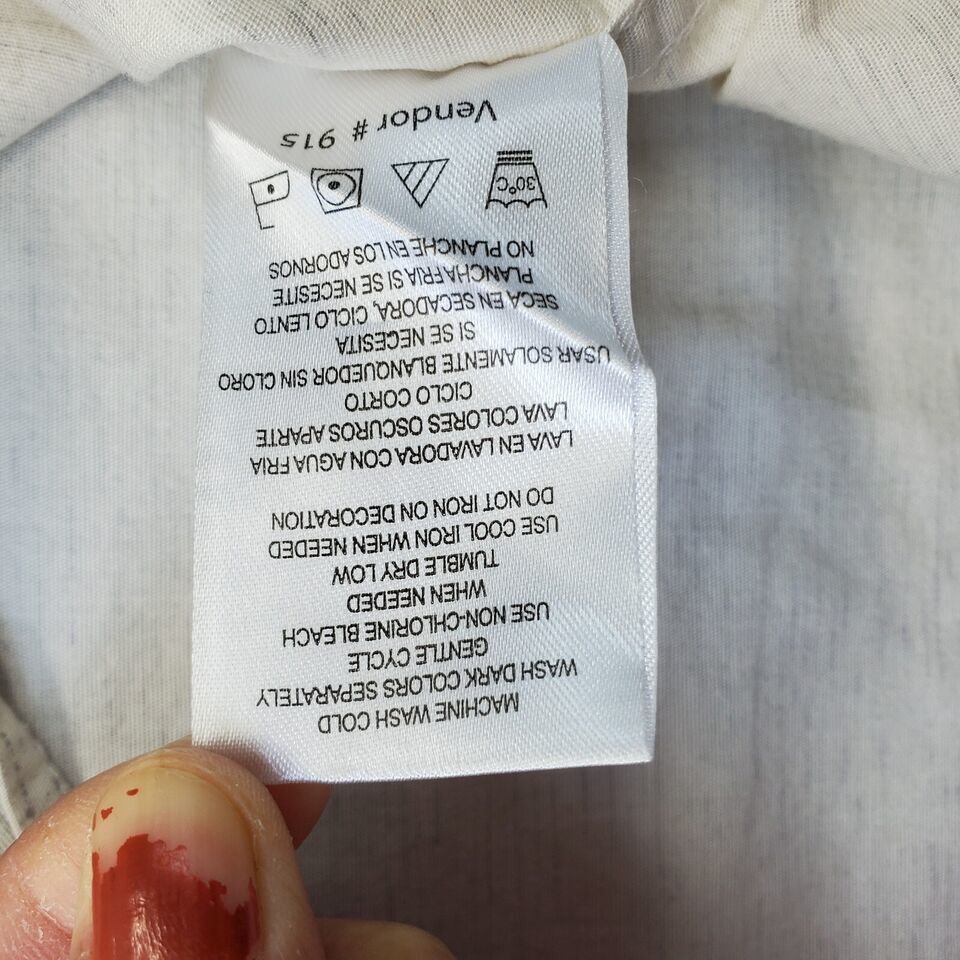 MACHINE WASH COLD
WASH DARK COLORS SEPARATELY
GENTLE CYCLE
USE NON-CHLORINE BLEACH
WHEN NEEDED
TUMBLE DRY LOW
USE COOL IRON WHEN NEEDED
DO NOT IRON ON DECORATION
LAVA EN LAVADORA CON AGUA FRIA
LAVA COLORES OSCUROS APARTE
CICLO CORTO
USAR SOLAMENTE BLANQUEDOR SIN CLORO
SI SE NECESITA
SECA EN SECADORA, CICLO LENTO
PLANCHA FRIA SI SE NECESITE
NO PLANCHE EN LOS ADORNOS
30°C
Vendor # 915